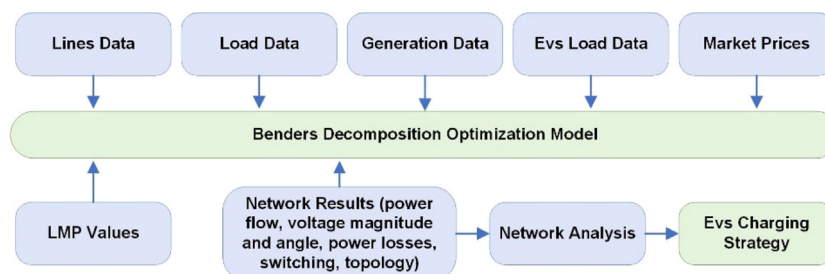 Lines Data
Load Data
Generation Data
Evs Load Data
Market Prices
Benders Decomposition Optimization Model
LMP Values
Network Results (power
flow, voltage magnitude
and angle, power losses,
switching, topology)
Network Analysis
Evs Charging
Strategy